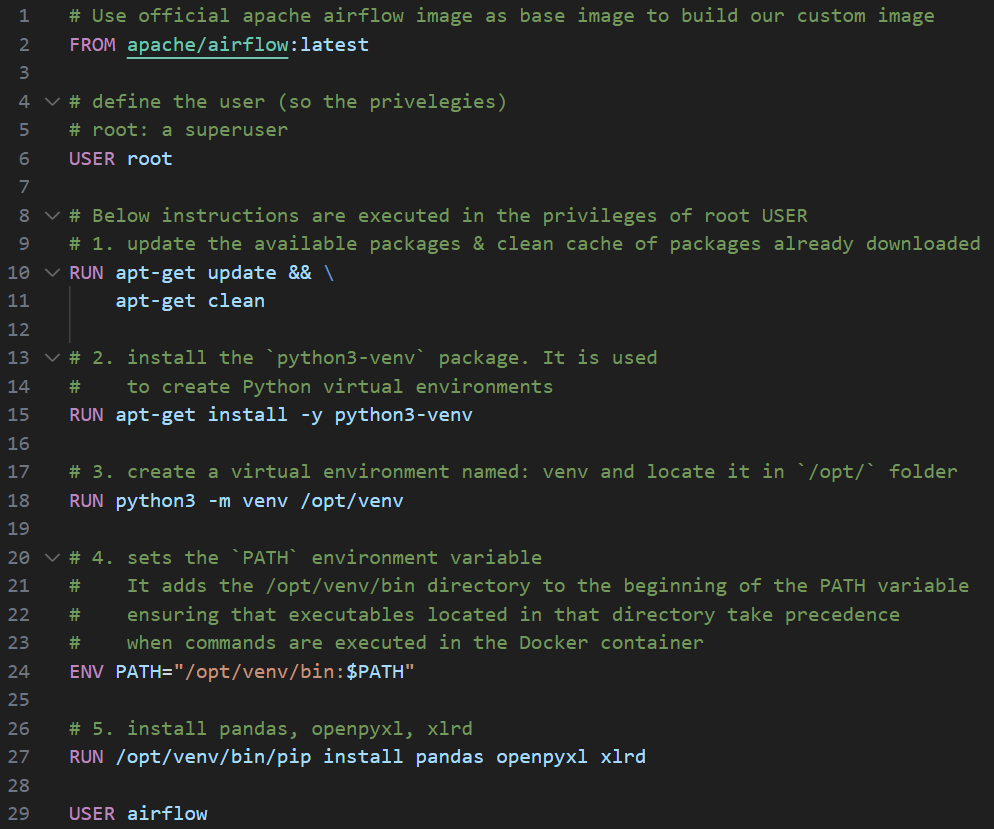 1 # Use official apache airflow image as base image to build our custom image
2 FROM apache/airflow:latest
3
4 # define the user (so the privelegies)
5 # root: a superuser
6 USER root
7
8 # Below instructions are executed in the privileges of root USER
9 # 1. update the available packages & clean cache of packages already downloaded
10 RUN apt-get update && \
11     apt-get clean
12
13 # 2. install the `python3-venv` package. It is used
14 #    to create Python virtual environments
15 RUN apt-get install -y python3-venv
16
17 # 3. create a virtual environment named: venv and locate it in `/opt/` folder
18 RUN python3 -m venv /opt/venv
19
20 # 4. sets the `PATH` environment variable
21 #    It adds the /opt/venv/bin directory to the beginning of the PATH variable
22 #    ensuring that executables located in that directory take precedence
23 #    when commands are executed in the Docker container
24 ENV PATH="/opt/venv/bin:$PATH"
25
26 # 5. install pandas, openpyxl, xlrd
27 RUN /opt/venv/bin/pip install pandas openpyxl xlrd
28
29 USER airflow